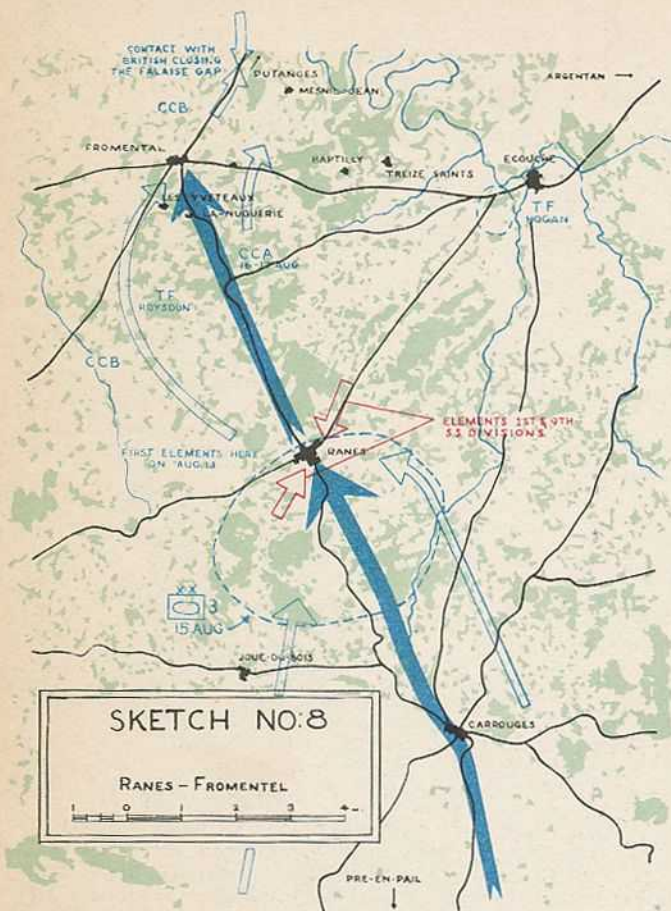 CONTACT WITH
BRITISH CLOSING
THE FALAISE GAP
PUTANGES
MESNIL-JEAN
ARGENTAN →
CCB
FROMENTAL
BAPTILLY
TREIZE SAINTS
ECOUCHE
TF
HOGAN
LES YVETEAUX
LA-NUGUERIE
CCA
16-17 AUG
TF
ROYSDON
CCB
ELEMENTS 1ST & 9TH
SS DIVISIONS
FIRST ELEMENTS HERE
ON AUG 13
RANES
XX
3
15 AUG
JOUE-DU-BOIS
CARROUGES
SKETCH NO:8
RANES - FROMENTEL
1 0 1 2 3 4
PRE-EN-PAIL